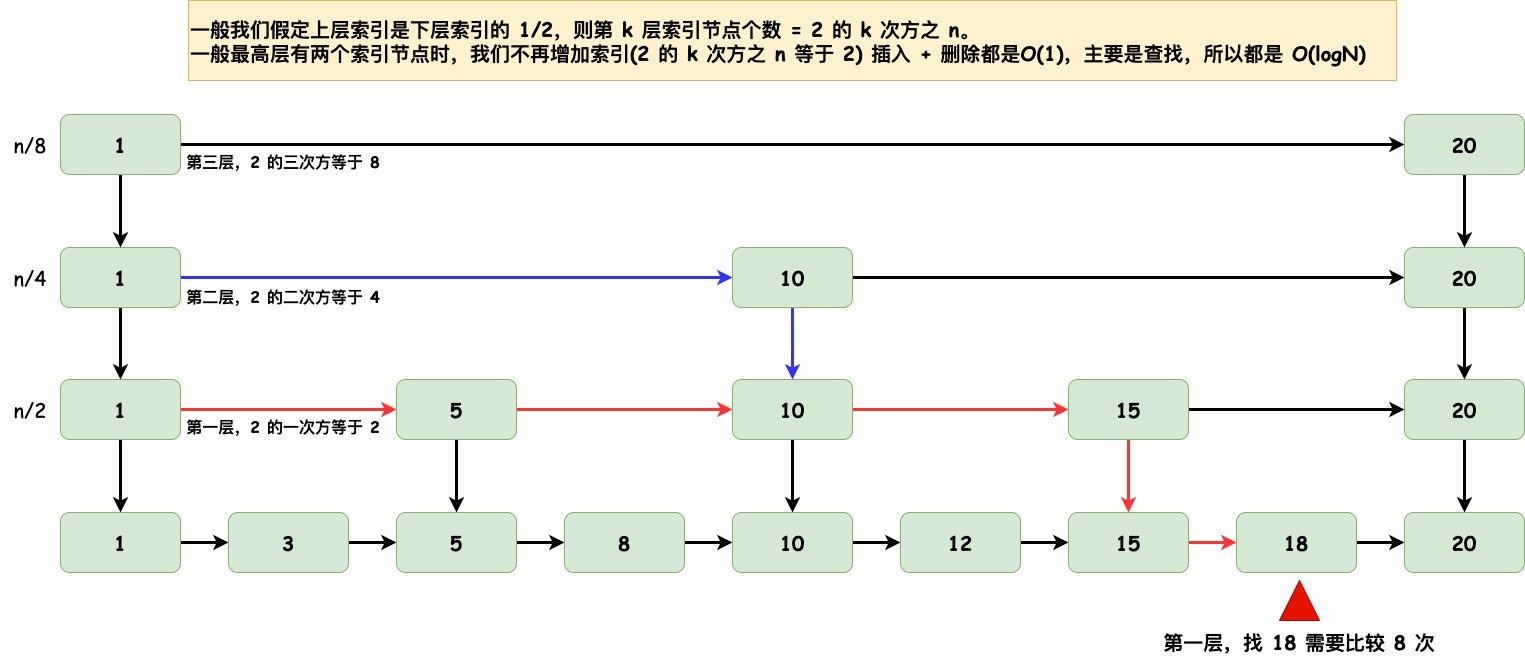 一般我们假定上层索引是下层索引的 1/2，则第 k 层索引节点个数 = 2 的 k 次方之 n。
一般最高层有两个索引节点时，我们不再增加索引(2 的 k 次方之 n 等于 2) 插入 + 删除都是O(1)，主要是查找，所以都是 O(logN)
n/8 1 20
第三层，2 的三次方等于 8
n/4 1 10 20
第二层，2 的二次方等于 4
n/2 1 5 10 15 20
第一层，2 的一次方等于 2
1 3 5 8 10 12 15 18 20
第一层，找 18 需要比较 8 次